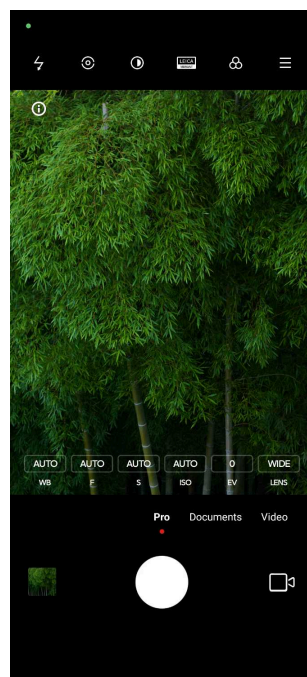 LEICA
AUTO AUTO AUTO AUTO 0 WIDE
WB F S ISO EV LENS
Pro Documents Video